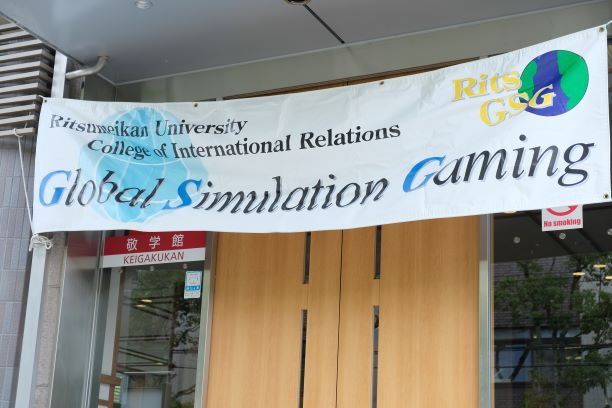 Ritsumeikan University
College of International Relations
Global Simulation Gaming
Rits
GSG
敬学館
KEIGAKUKAN
No smoking